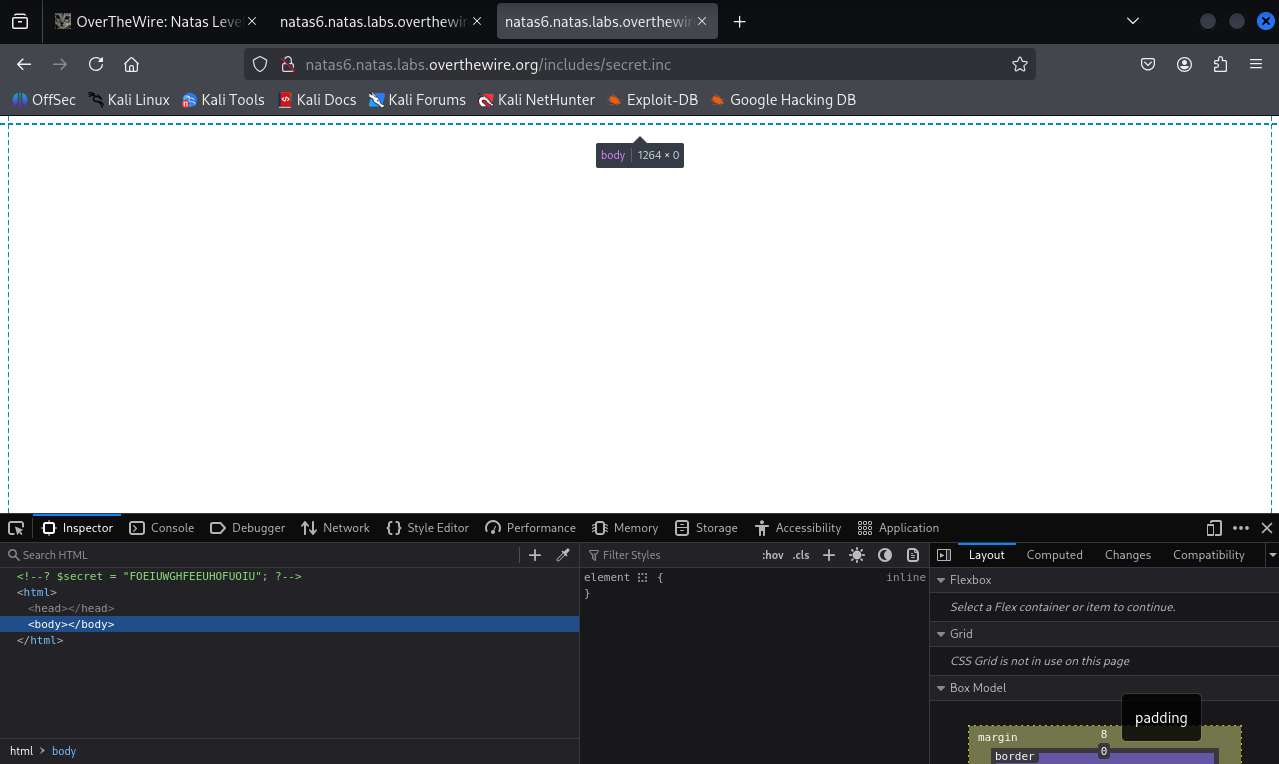 OverTheWire: Natas Leve
natas6.natas.labs.overthewir
natas6.natas.labs.overthewir
natas6.natas.labs.overthewire.org/includes/secret.inc
OffSec Kali Linux Kali Tools Kali Docs Kali Forums Kali NetHunter Exploit-DB Google Hacking DB
body 1264 × 0
Inspector Console Debugger Network Style Editor Performance Memory Storage Accessibility Application
Search HTML
Filter Styles :hov .cls
Layout Computed Changes Compatibility
<!--? $secret = "FOEIUWGHFEEUHOFUOIU"; ?-->
<html>
<head></head>
<body></body>
</html>
element { inline
}
Flexbox
Select a Flex container or item to continue.
Grid
CSS Grid is not in use on this page
Box Model
padding
margin 8
border 0
html > body